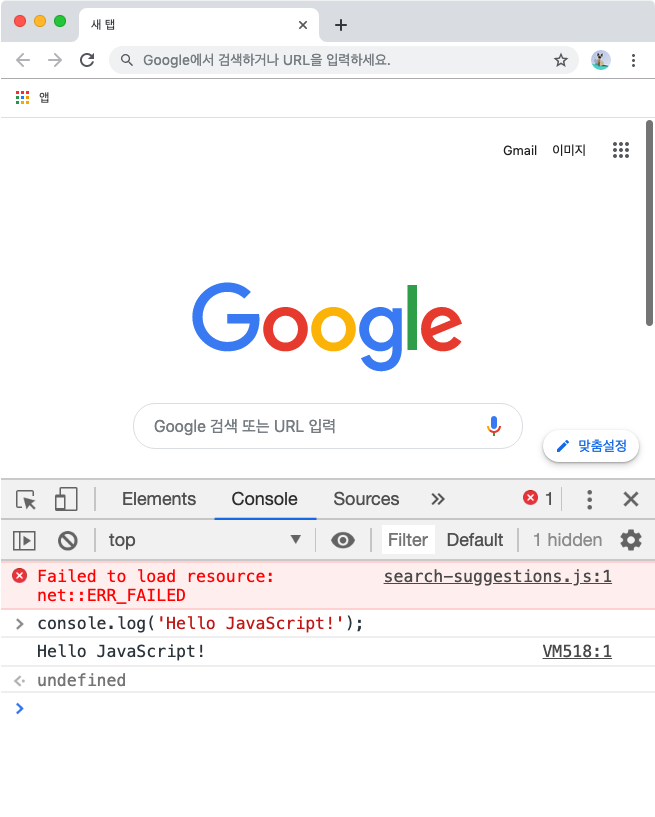 새 탭
Google에서 검색하거나 URL을 입력하세요.
앱
Gmail 이미지
Google
Google 검색 또는 URL 입력
맞춤설정
Elements Console Sources » 1
top Filter Default 1 hidden
Failed to load resource: search-suggestions.js:1
net::ERR_FAILED
> console.log('Hello JavaScript!');
Hello JavaScript! VM518:1
undefined
>